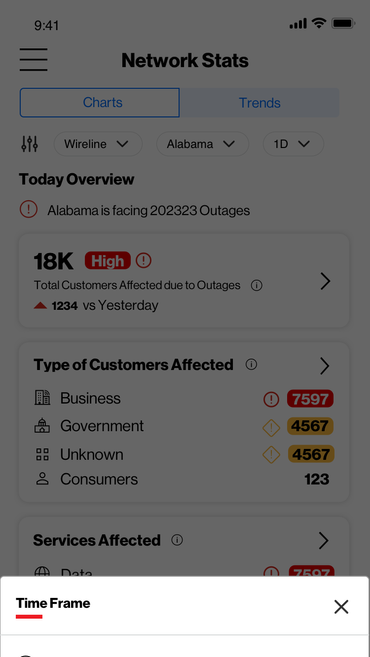 9:41
Network Stats
Charts Trends
Wireline Alabama 1D
Today Overview
Alabama is facing 202323 Outages
18K High
Total Customers Affected due to Outages
1234 vs Yesterday
Type of Customers Affected
Business 7597
Government 4567
Unknown 4567
Consumers 123
Services Affected
Data 7597
Time Frame